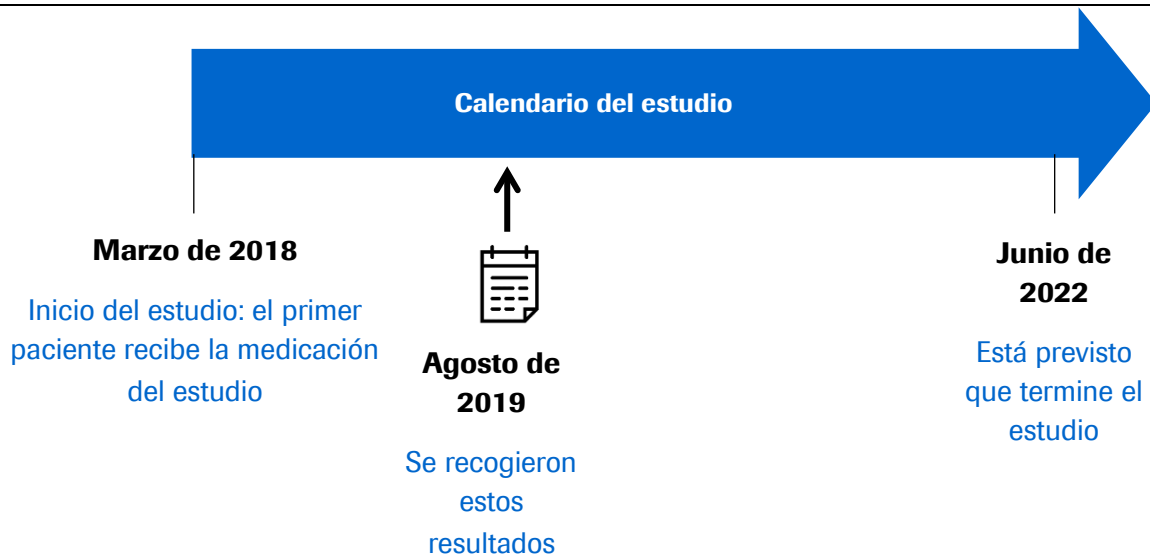 Calendario del estudio
Marzo de 2018
Inicio del estudio: el primer
paciente recibe la medicación
del estudio
Agosto de
2019
Se recogieron
estos
resultados
Junio de
2022
Está previsto
que termine el
estudio